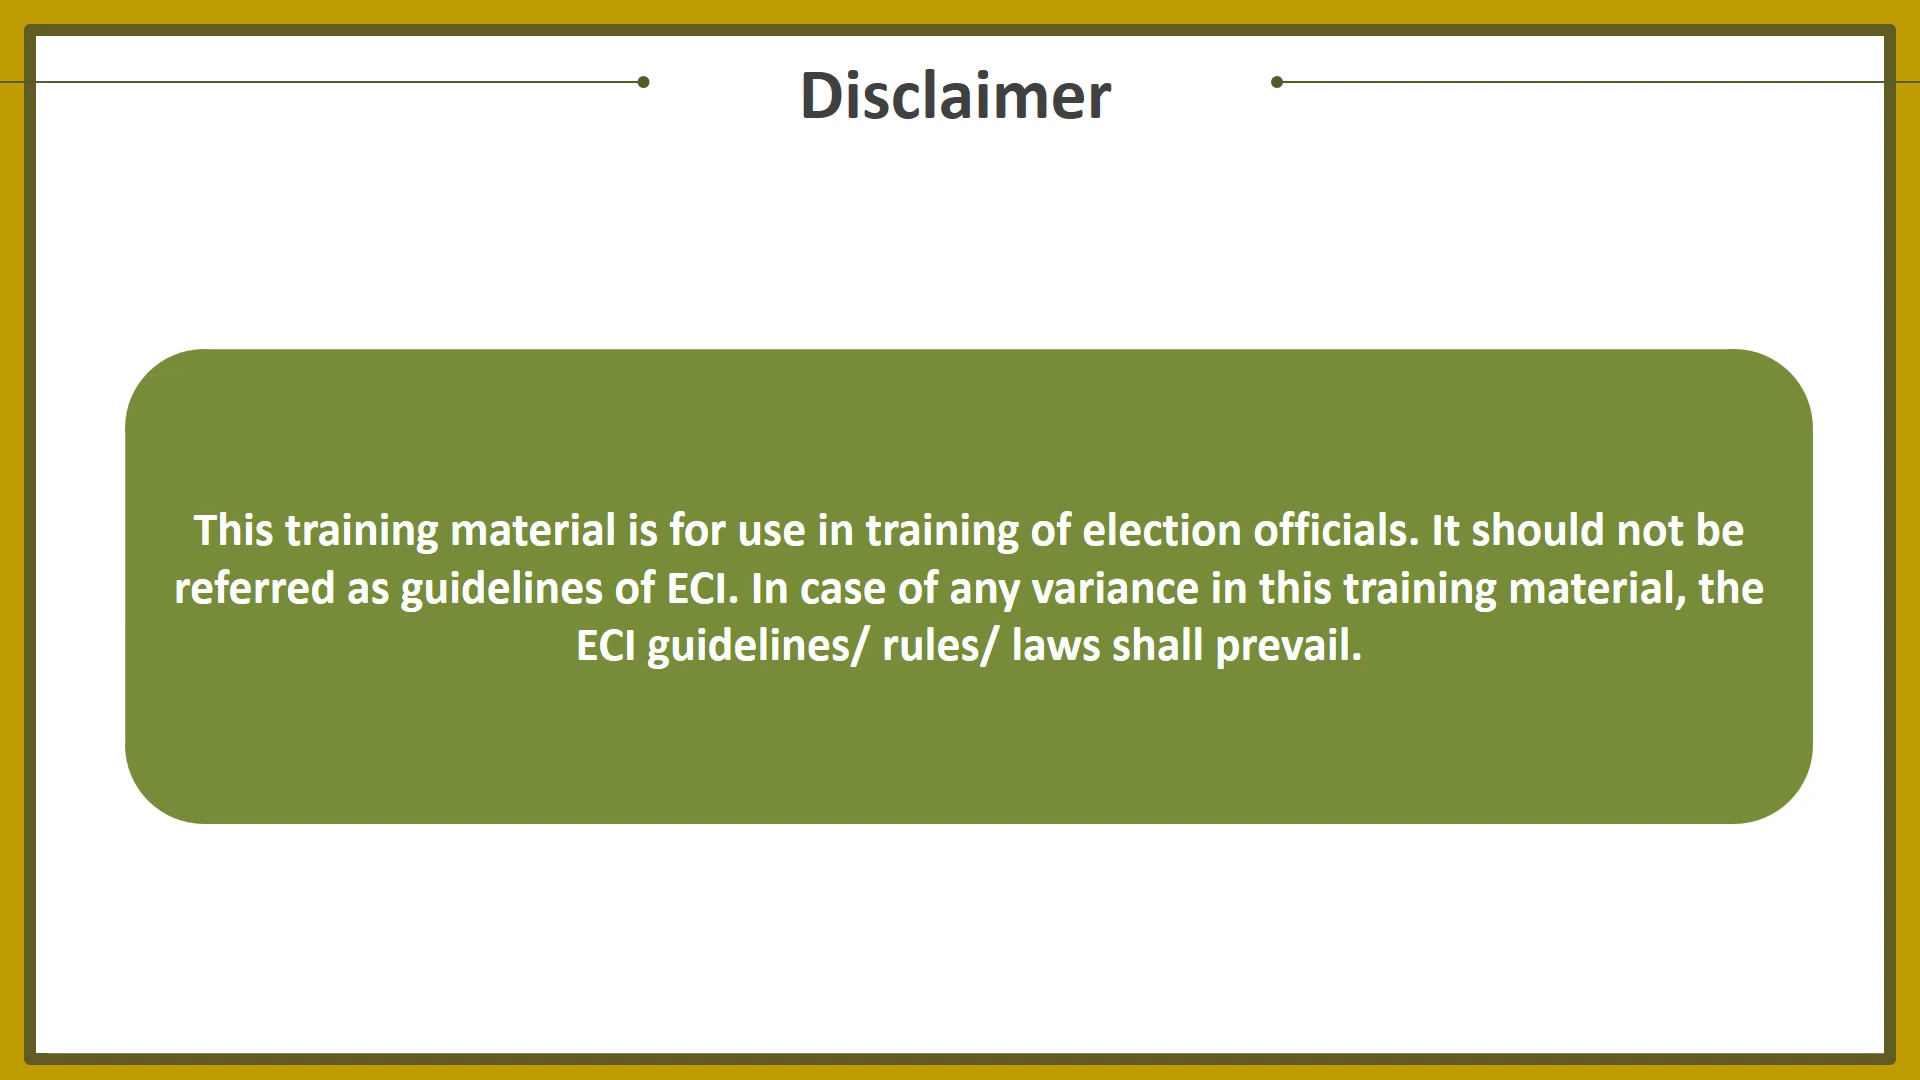 Disclaimer
This training material is for use in training of election officials. It should not be
referred as guidelines of ECI. In case of any variance in this training material, the
ECI guidelines/ rules/ laws shall prevail.